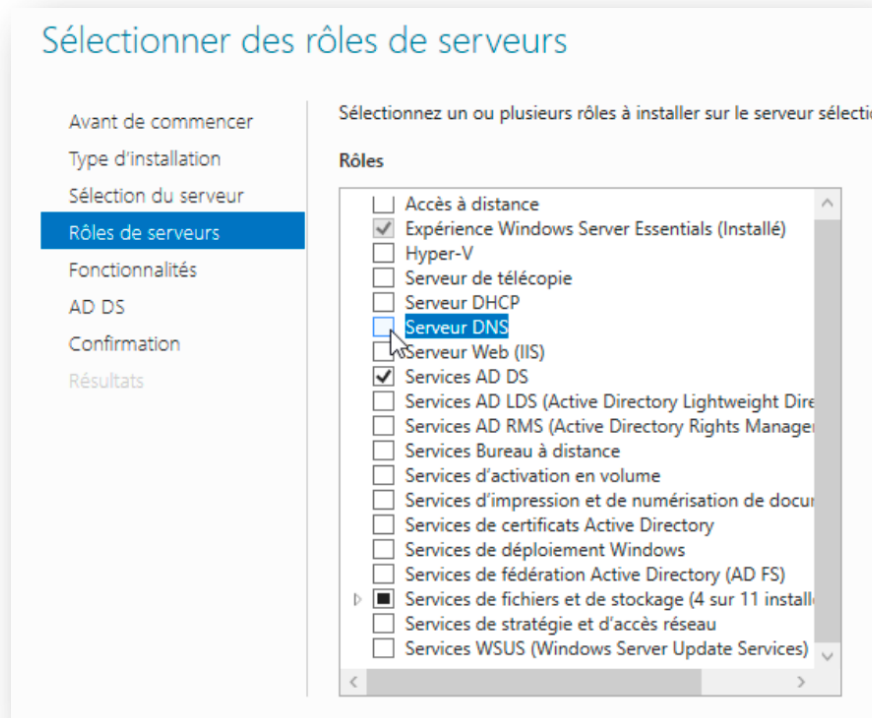 Sélectionner des rôles de serveurs
Avant de commencer
Type d'installation
Sélection du serveur
Rôles de serveurs
Fonctionnalités
AD DS
Confirmation
Résultats
Sélectionnez un ou plusieurs rôles à installer sur le serveur sélecti
Rôles
Accès à distance
Expérience Windows Server Essentials (Installé)
Hyper-V
Serveur de télécopie
Serveur DHCP
Serveur DNS
Serveur Web (IIS)
Services AD DS
Services AD LDS (Active Directory Lightweight Dire
Services AD RMS (Active Directory Rights Manage
Services Bureau à distance
Services d'activation en volume
Services d'impression et de numérisation de docu
Services de certificats Active Directory
Services de déploiement Windows
Services de fédération Active Directory (AD FS)
Services de fichiers et de stockage (4 sur 11 install
Services de stratégie et d'accès réseau
Services WSUS (Windows Server Update Services)